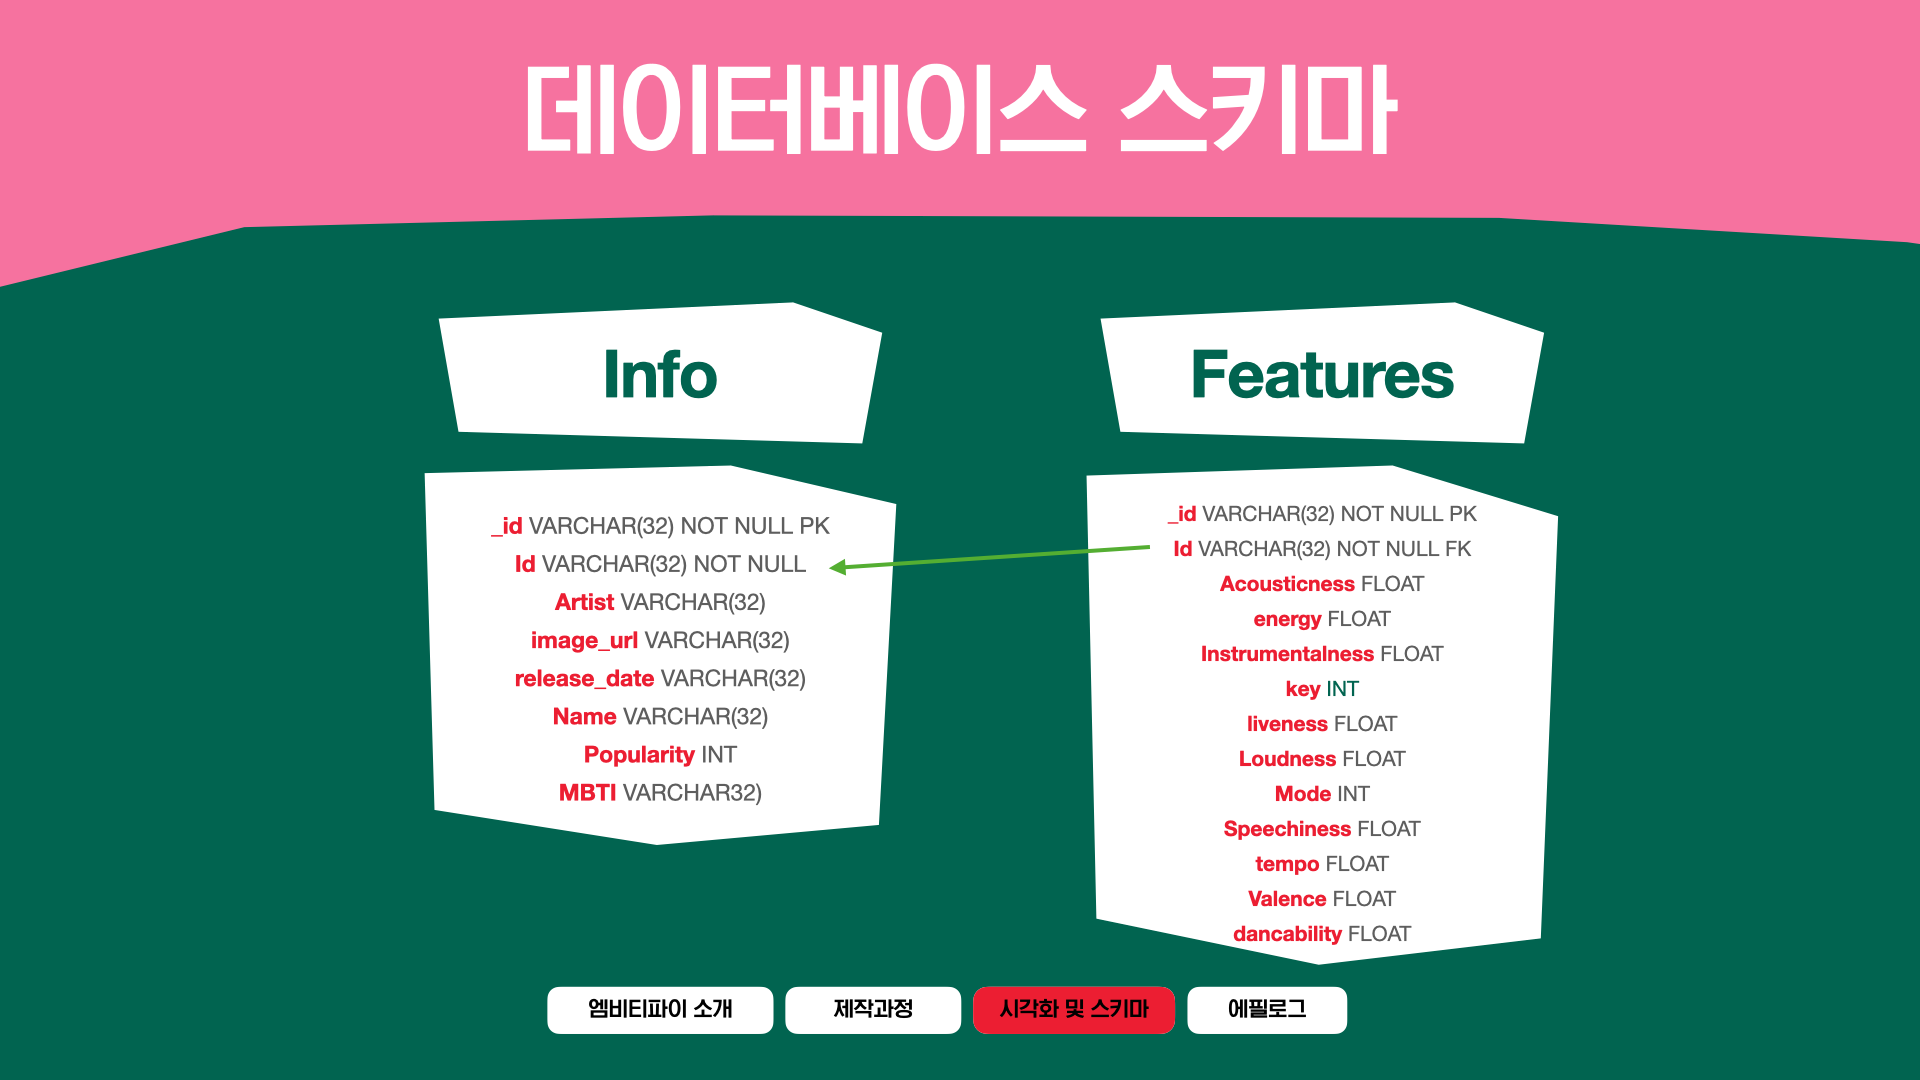 데이터베이스 스키마
Info
_id VARCHAR(32) NOT NULL PK
Id VARCHAR(32) NOT NULL
Artist VARCHAR(32)
image_url VARCHAR(32)
release_date VARCHAR(32)
Name VARCHAR(32)
Popularity INT
MBTI VARCHAR32)
Features
_id VARCHAR(32) NOT NULL PK
Id VARCHAR(32) NOT NULL FK
Acousticness FLOAT
energy FLOAT
Instrumentalness FLOAT
key INT
liveness FLOAT
Loudness FLOAT
Mode INT
Speechiness FLOAT
tempo FLOAT
Valence FLOAT
dancability FLOAT
엠비티파이 소개
제작과정
시각화 및 스키마
에필로그